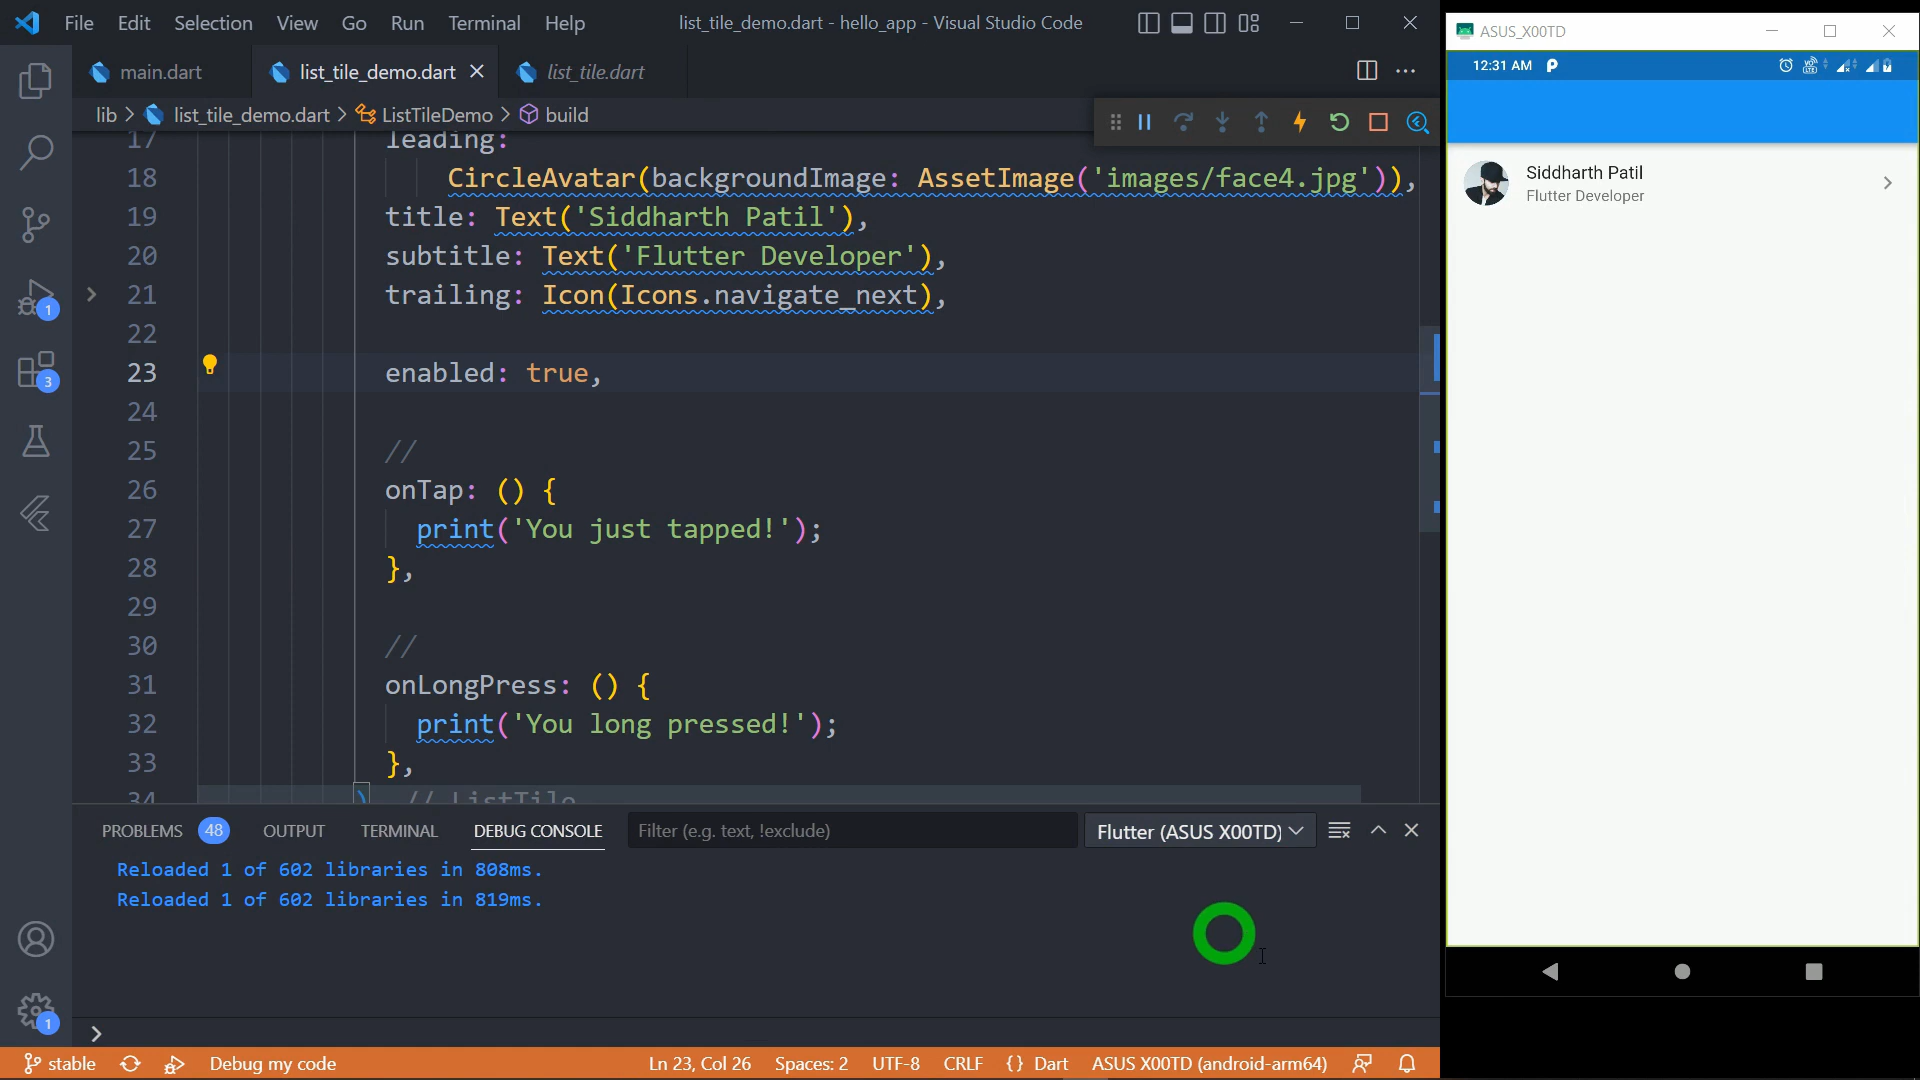 File Edit Selection View Go Run Terminal Help
list_tile_demo.dart - hello_app - Visual Studio Code
main.dart
list_tile_demo.dart
list_tile.dart
lib > list_tile_demo.dart > ListTileDemo > build
17 leading:
18 CircleAvatar(backgroundImage: AssetImage('images/face4.jpg')),
19 title: Text('Siddharth Patil'),
20 subtitle: Text('Flutter Developer'),
21 trailing: Icon(Icons.navigate_next),
22
23 enabled: true,
24
25 //
26 onTap: () {
27 print('You just tapped!');
28 },
29
30 //
31 onLongPress: () {
32 print('You long pressed!');
33 },
34 ) // ListTile
1
3
1
PROBLEMS 48 OUTPUT TERMINAL DEBUG CONSOLE
Filter (e.g. text, !exclude)
Flutter (ASUS X00TD)
Reloaded 1 of 602 libraries in 808ms.
Reloaded 1 of 602 libraries in 819ms.
>
stable
Debug my code
Ln 23, Col 26 Spaces: 2 UTF-8 CRLF {} Dart ASUS X00TD (android-arm64)
ASUS_X00TD
12:31 AM
Siddharth Patil
Flutter Developer